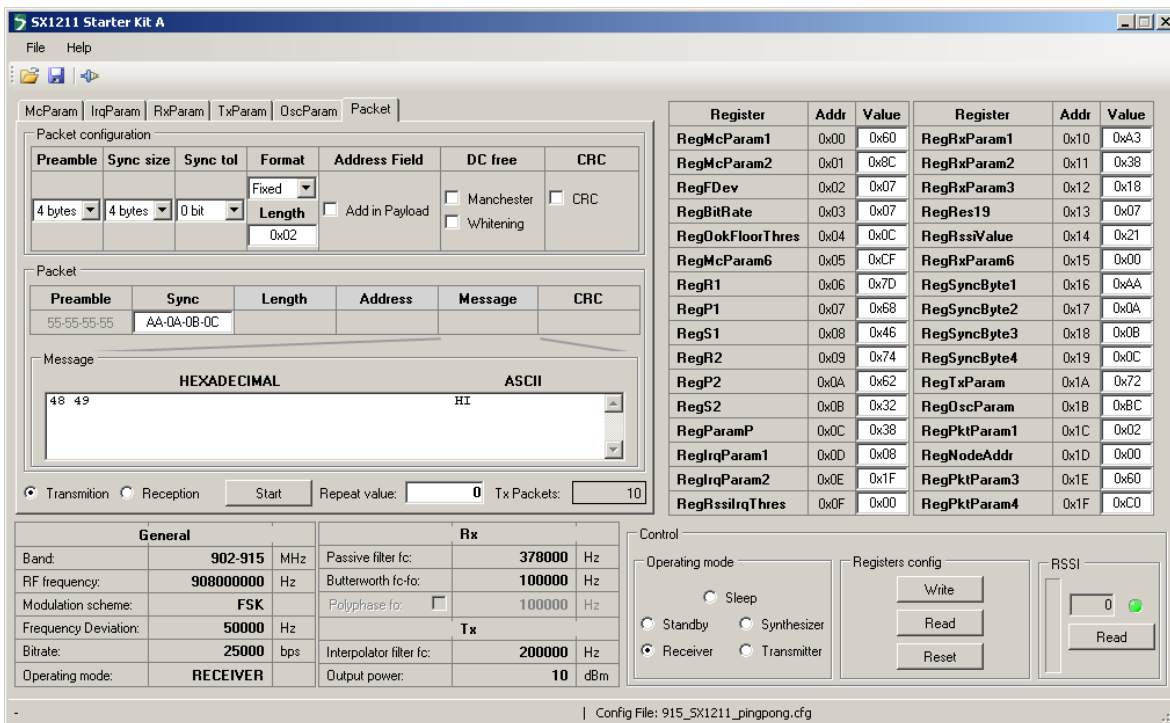 SX1211 Starter Kit A
File Help
McParam IrqParam RxParam TxParam OscParam Packet
Packet configuration
Preamble Sync size Sync tol Format Address Field DC free CRC
4 bytes 4 bytes 0 bit Fixed Add in Payload Manchester CRC
Length Whitening
0x02
Packet
Preamble Sync Length Address Message CRC
55-55-55-55 AA-0A-0B-0C
Message
HEXADECIMAL ASCII
48 49 HI
Transmition Reception Start Repeat value: 0 Tx Packets: 10
Register Addr Value Register Addr Value
RegMcParam1 0x00 0x60 RegRxParam1 0x10 0xA3
RegMcParam2 0x01 0x8C RegRxParam2 0x11 0x38
RegFDev 0x02 0x07 RegRxParam3 0x12 0x18
RegBitRate 0x03 0x07 RegRes19 0x13 0x07
RegOokFloorThres 0x04 0x0C RegRssiValue 0x14 0x21
RegMcParam6 0x05 0xCF RegRxParam6 0x15 0x00
RegR1 0x06 0x7D RegSyncByte1 0x16 0xAA
RegP1 0x07 0x68 RegSyncByte2 0x17 0x0A
RegS1 0x08 0x46 RegSyncByte3 0x18 0x0B
RegR2 0x09 0x74 RegSyncByte4 0x19 0x0C
RegP2 0x0A 0x62 RegTxParam 0x1A 0x72
RegS2 0x0B 0x32 RegOscParam 0x1B 0xBC
RegParamP 0x0C 0x38 RegPktParam1 0x1C 0x02
RegIrqParam1 0x0D 0x08 RegNodeAddr 0x1D 0x00
RegIrqParam2 0x0E 0x1F RegPktParam3 0x1E 0x60
RegRssiIrqThres 0x0F 0x00 RegPktParam4 0x1F 0xC0
General
Band: 902-915 MHz
RF frequency: 908000000 Hz
Modulation scheme: FSK
Frequency Deviation: 50000 Hz
Bitrate: 25000 bps
Operating mode: RECEIVER
Rx
Passive filter fc: 378000 Hz
Butterworth fc-fo: 100000 Hz
Polyphase fo: 100000 Hz
Tx
Interpolator filter fc: 200000 Hz
Output power: 10 dBm
Control
Operating mode
Sleep
Standby Synthesizer
Receiver Transmitter
Registers config
Write
Read
Reset
RSSI
0
Read
- | Config File: 915_SX1211_pingpong.cfg